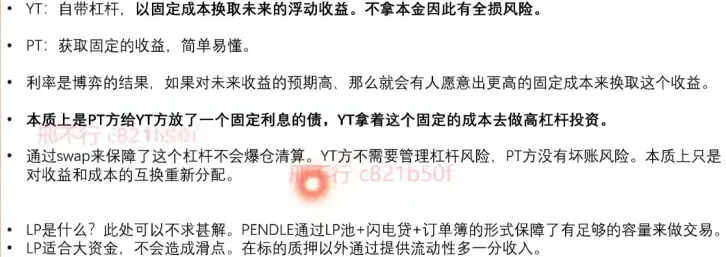 • YT：自带杠杆，以固定成本换取未来的浮动收益。不拿本金因此有全损风险。
• PT：获取固定的收益，简单易懂。
• 利率是博弈的结果，如果对未来收益的预期高、那么就会有人愿意出更高的固定成本来换取这个收益。
• 本质上是PT方给YT方放了一个固定利息的债，YT拿着这个固定的成本去做高杠杆投资。
邢不行 c821b50f
• 通过swap来保障了这个杠杆不会爆仓清算。YT方不需要管理杠杆风险，PT方没有坏账风险。本质上只是
对收益和成本的互换重新分配。
邢不行 c821b50f
• LP是什么？此处可以不求甚解。PENDLE通过LP池+闪电贷+订单簿的形式保障了有足够的容量来做交易。
• LP适合大资金，不会造成滑点。在标的质押以外通过提供流动性多一分收入。